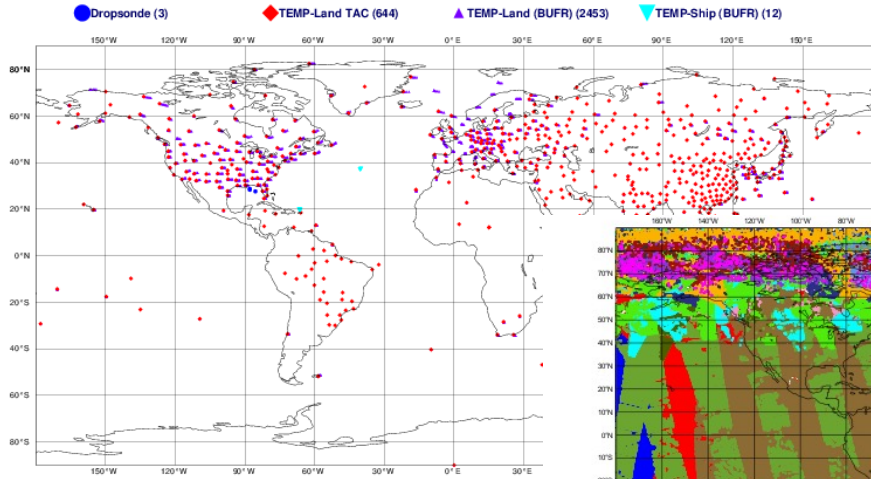 Dropsonde (3) TEMP-Land TAC (644) TEMP-Land (BUFR) (2453) TEMP-Ship (BUFR) (12)
150°W 120°W 90°W 60°W 30°W 0°E 30°E 60°E 90°E 120°E 150°E
80°N
60°N
40°N
20°N
0°N
20°S
40°S
60°S
80°S
150°W 120°W 90°W 60°W 30°W 0°E 30°E
160°W 140°W 120°W 100°W 80°W
80°N
70°N
60°N
50°N
40°N
30°N
20°N
10°N
0°N
10°S